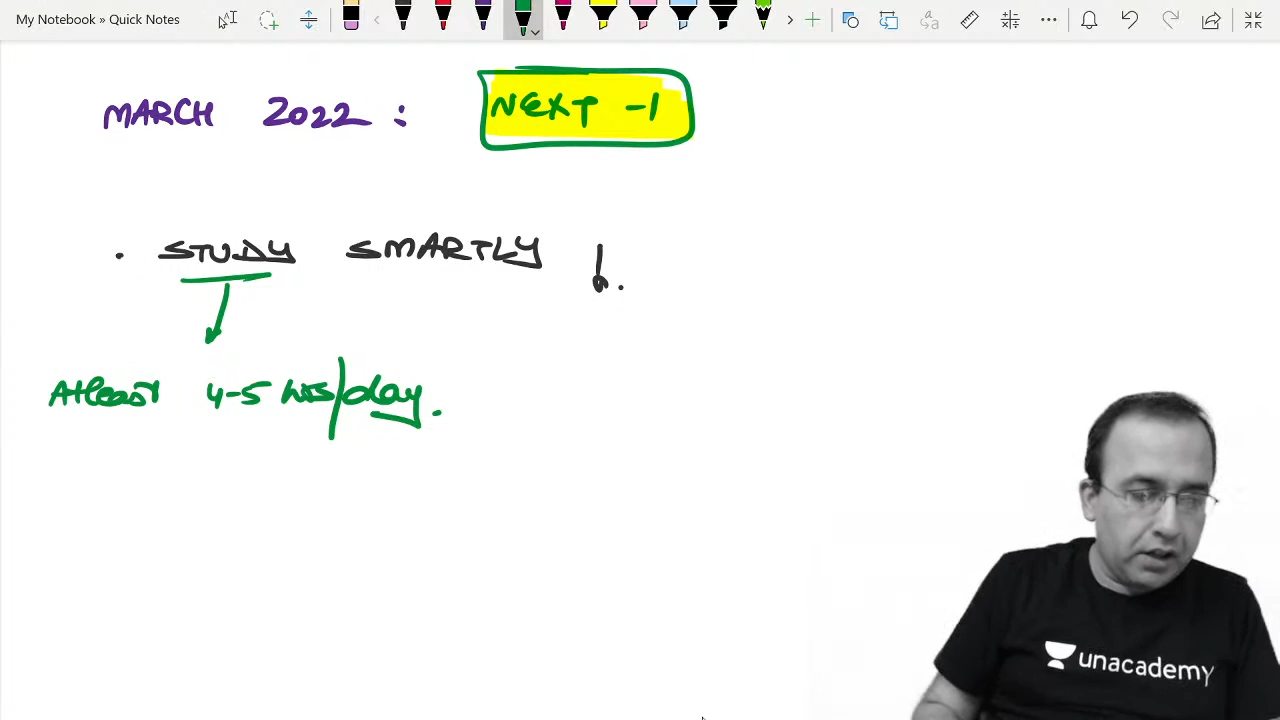 My Notebook » Quick Notes
MARCH 2022 : NEXT -1
. STUDY SMARTLY !.
Atleast 4-5 hrs/day.
unacademy